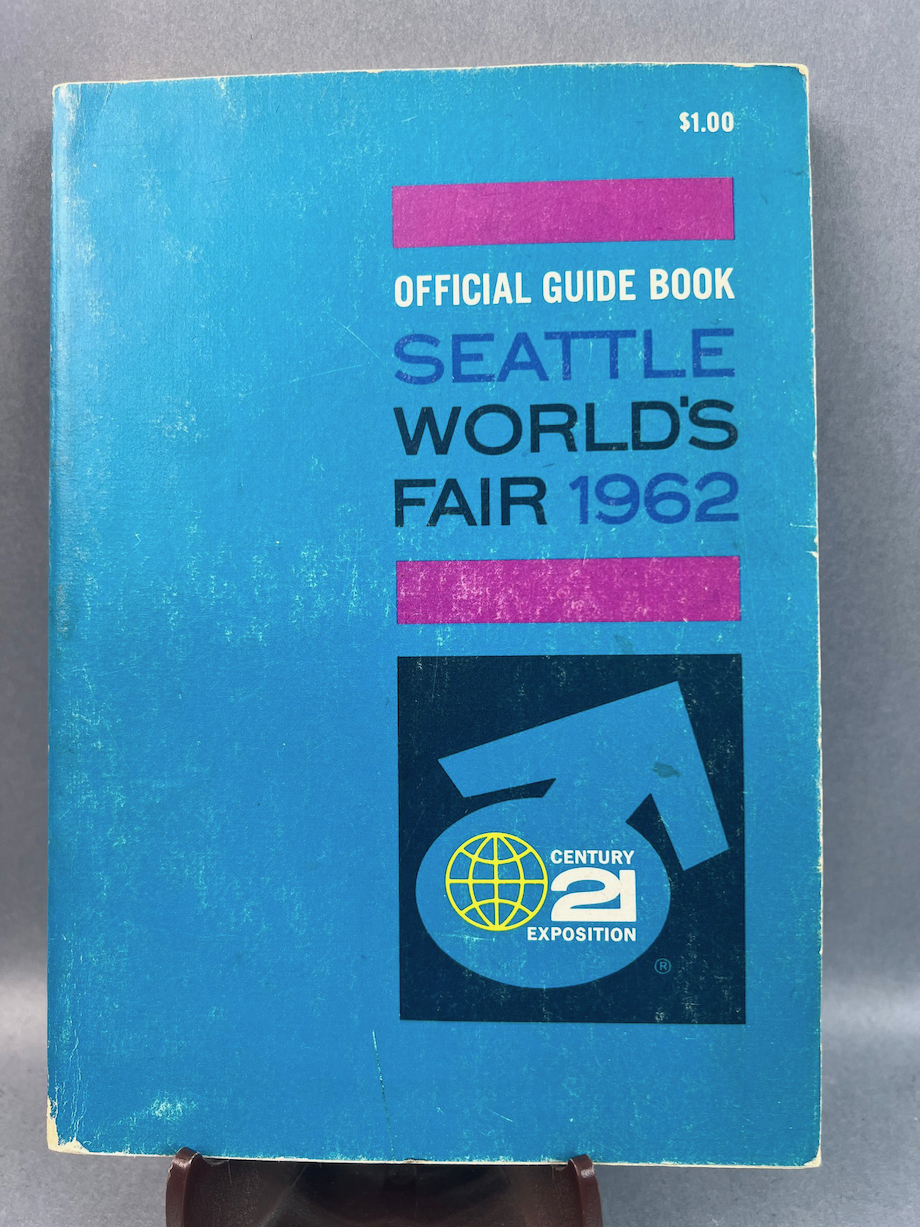 $1.00
OFFICIAL GUIDE BOOK
SEATTLE
WORLD'S
FAIR 1962
CENTURY
21
EXPOSITION
®